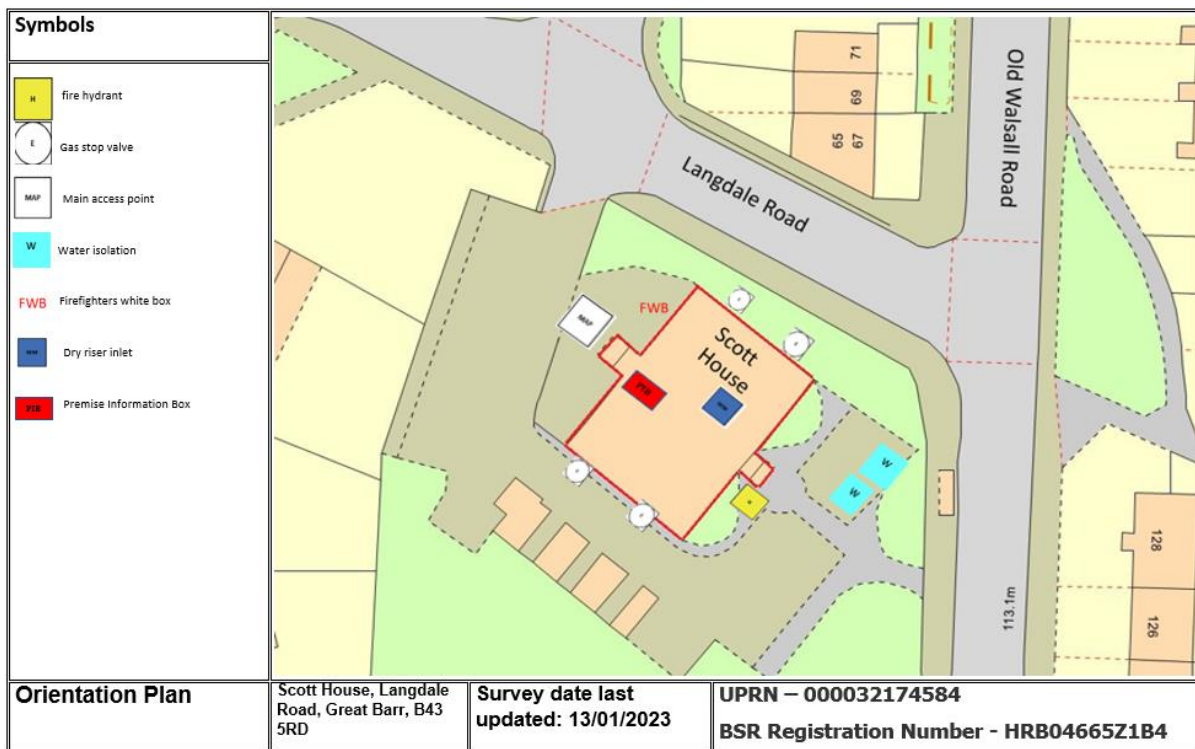 Symbols
H
fire hydrant
E
Gas stop valve
MAP
Main access point
W
Water isolation
FWB
Firefighters white box
Dry riser inlet
PIB
Premise Information Box
71
69
67
65
Langdale Road
Old Walsall Road
FWB
MAP
Scott
House
PIB
W
W
H
128
126
113.1m
Orientation Plan
Scott House, Langdale
Road, Great Barr, B43
5RD
Survey date last
updated: 13/01/2023
UPRN – 000032174584
BSR Registration Number - HRB04665Z1B4